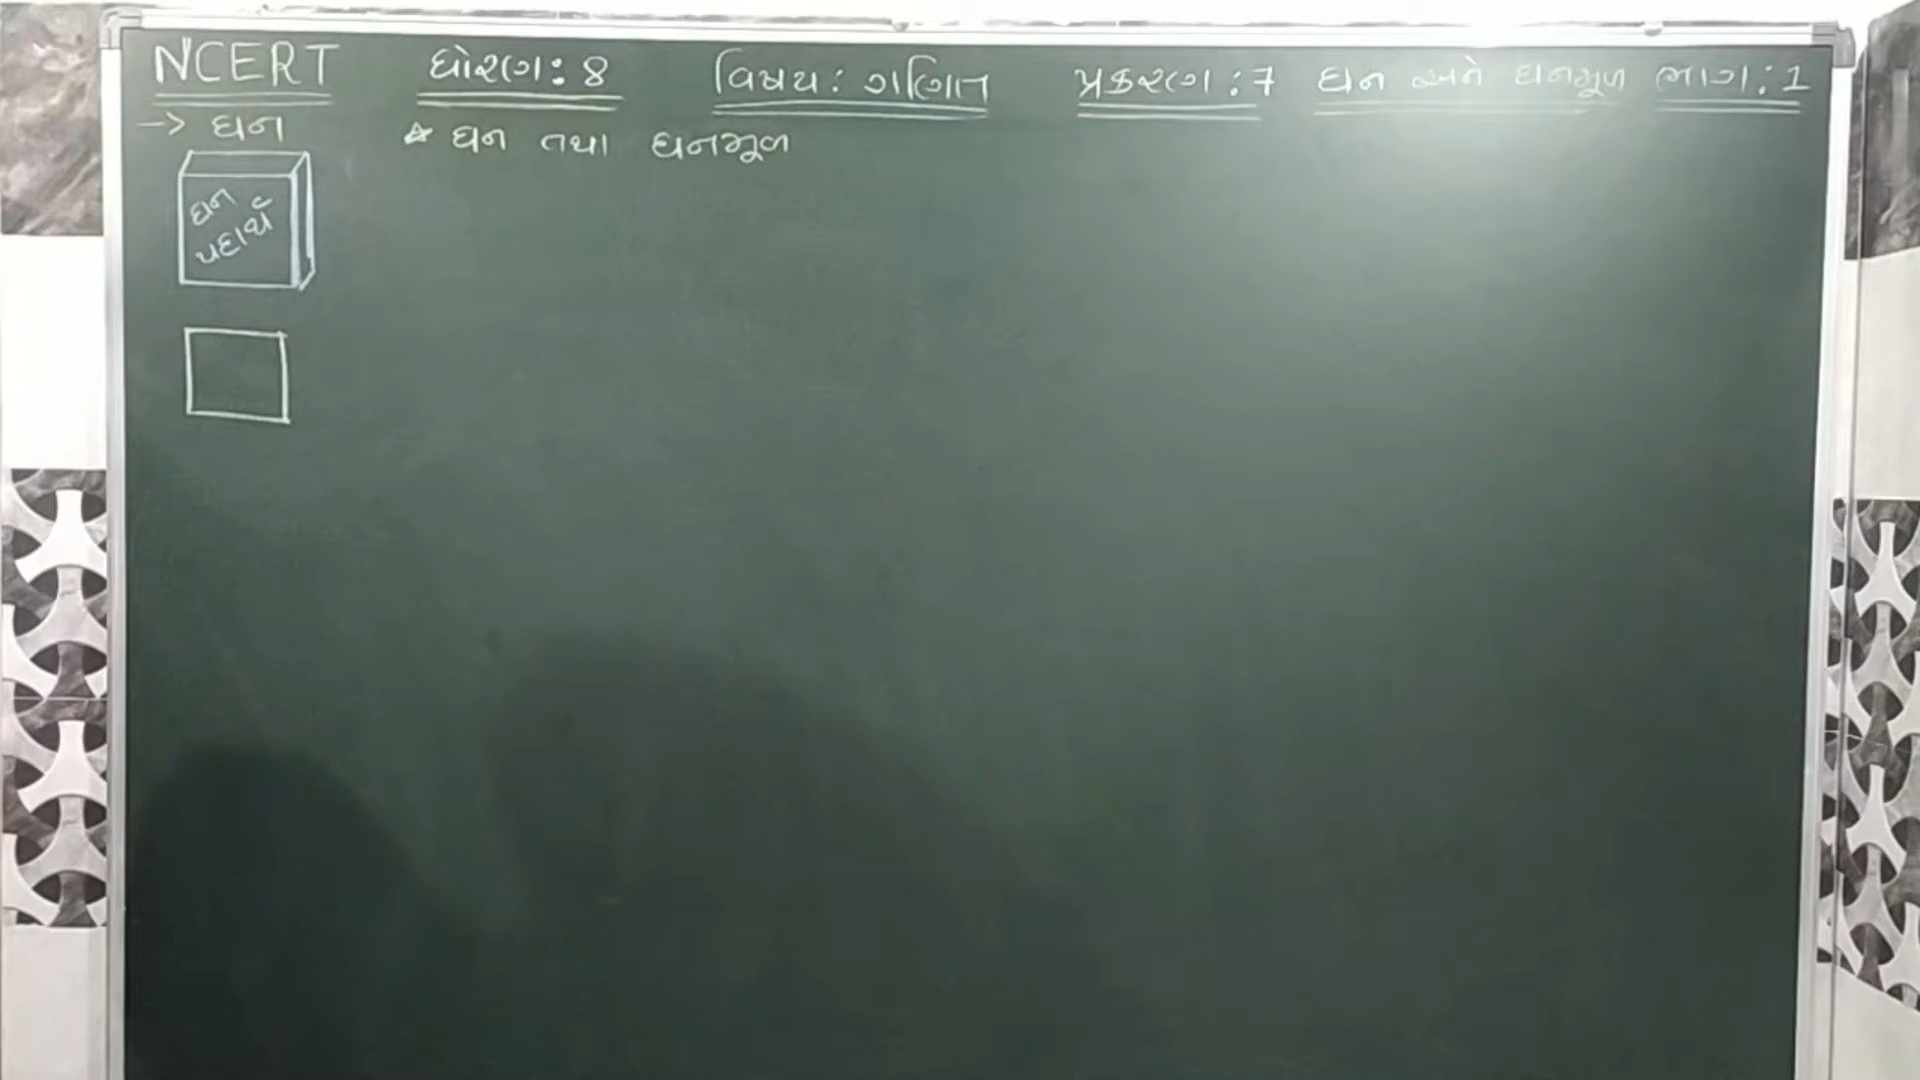 NCERT ધોરણ: 8 વિષય: ગણિત પ્રકરણ: 7 ઘન અને ઘનમૂળ ભાગ: 1
-> ઘન
☆ ઘન તથા ઘનમૂળ
ઘન
પદાર્થ